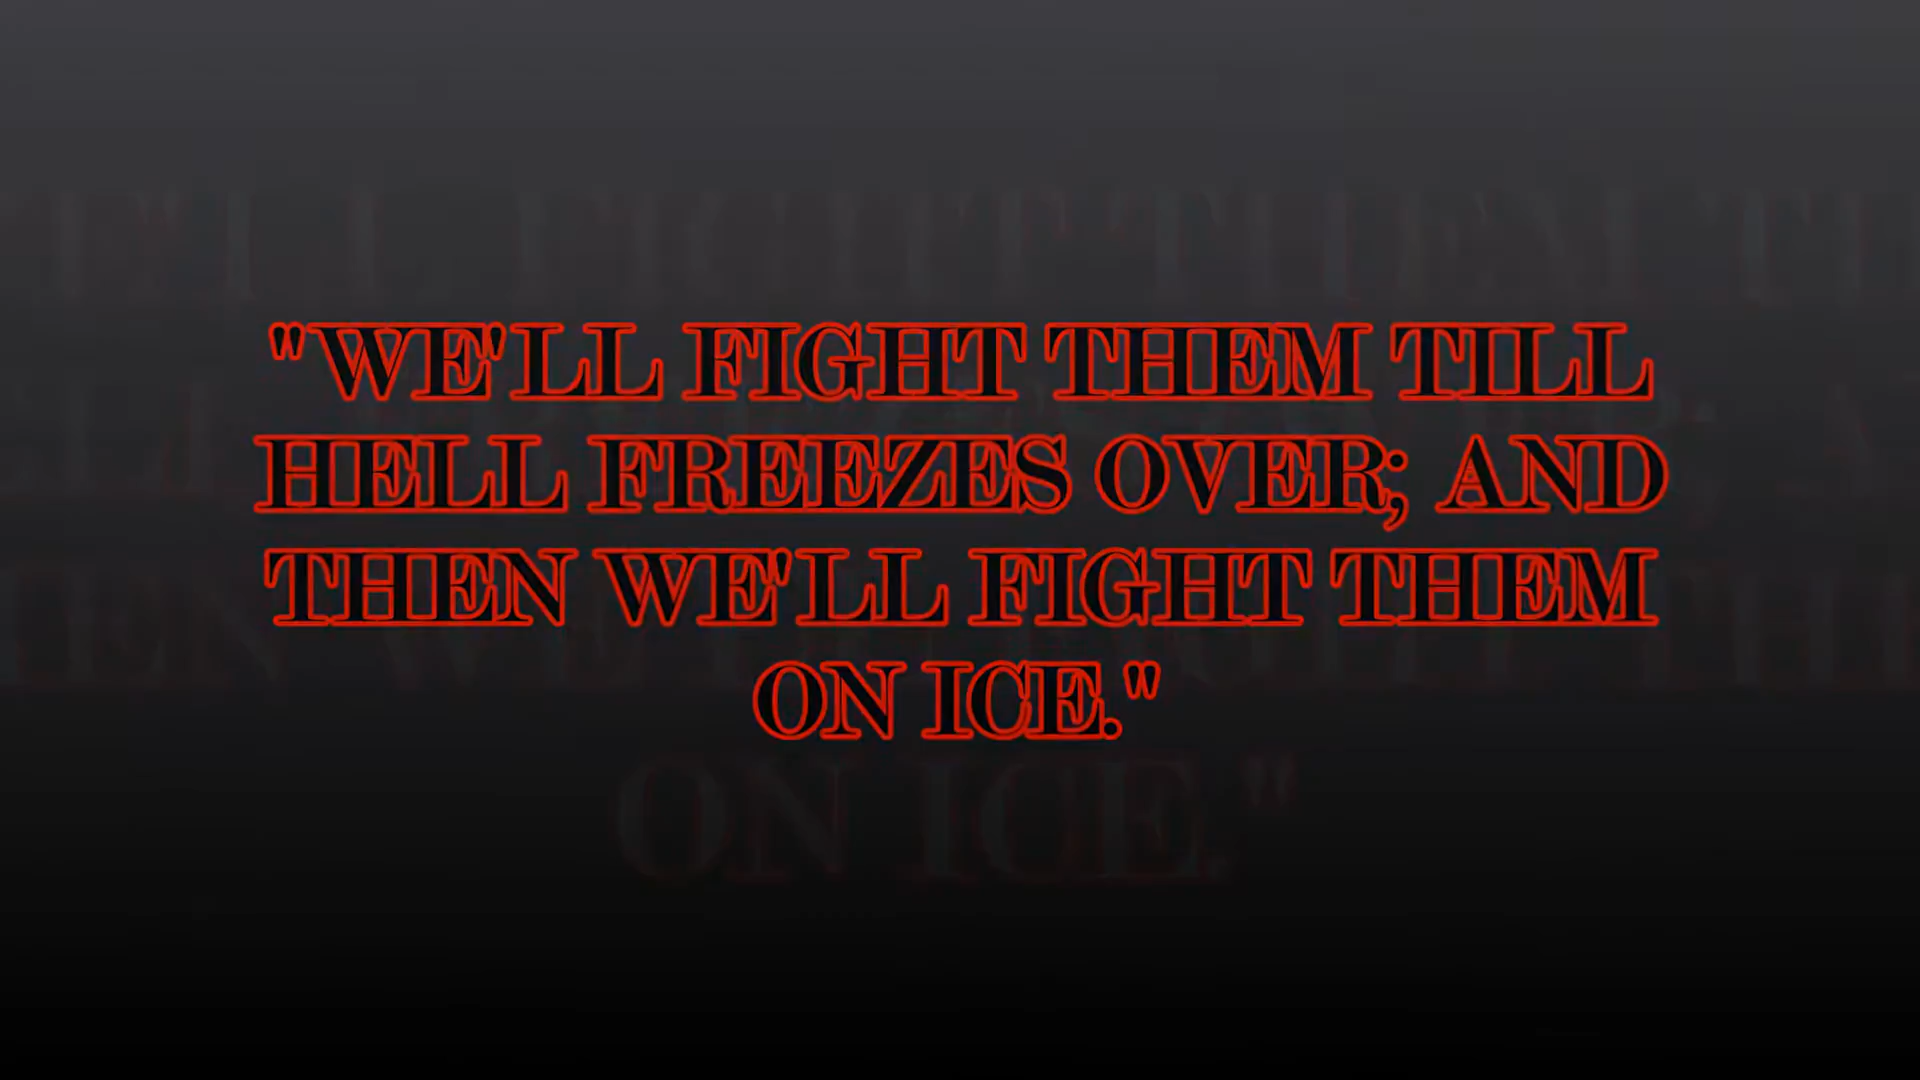 "WE'LL FIGHT THEM TILL
HELL FREEZES OVER; AND
THEN WE'LL FIGHT THEM
ON ICE."